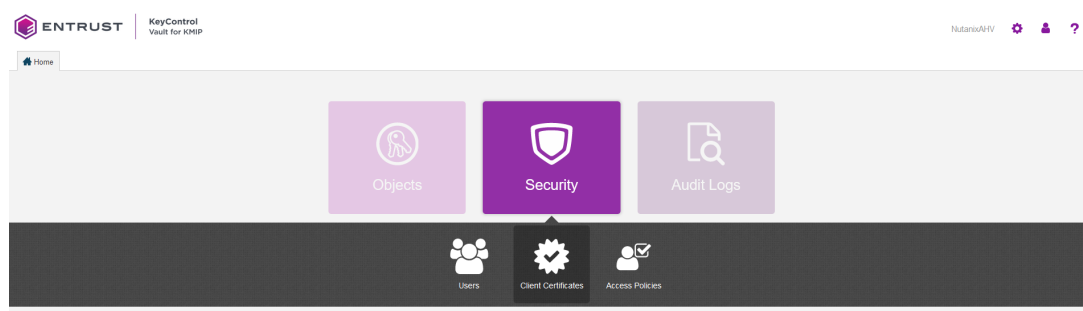 ENTRUST
KeyControl
Vault for KMIP
NutanixAHV
?
Home
Objects
Security
Audit Logs
Users
Client Certificates
Access Policies